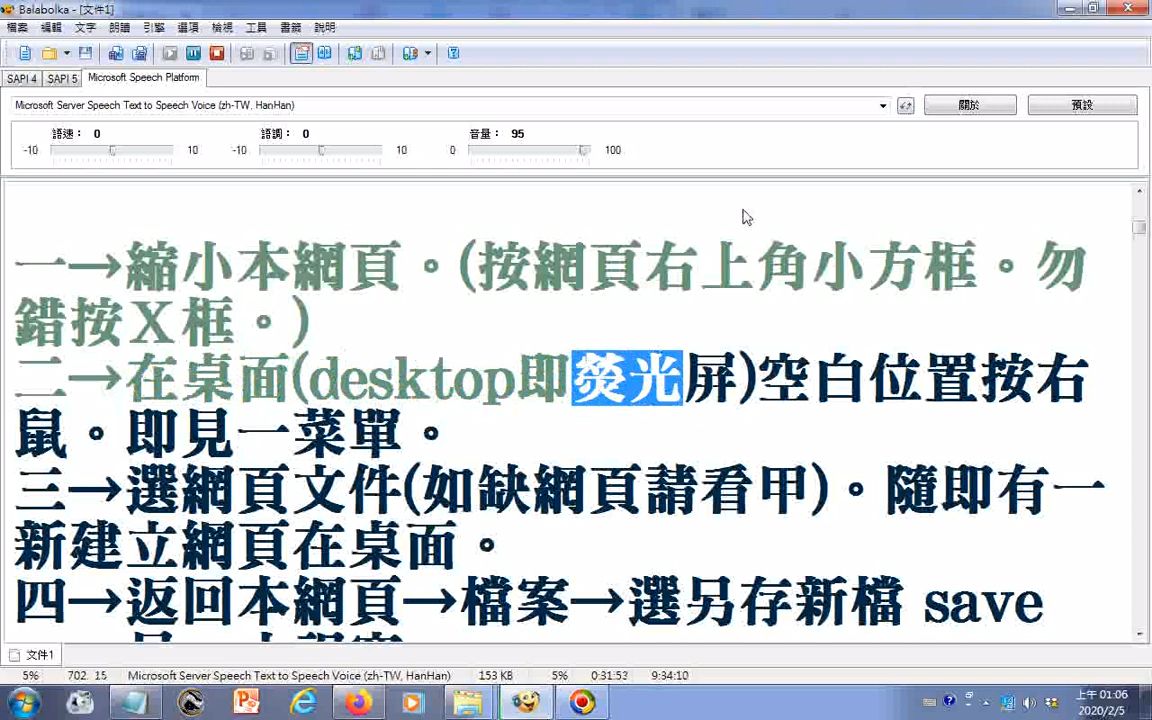 Balabolka - [文件1]
檔案 編輯 文字 朗讀 引擎 選項 檢視 工具 書籤 說明
SAPI 4 SAPI 5 Microsoft Speech Platform
Microsoft Server Speech Text to Speech Voice (zh-TW, HanHan) 關於 預設
語速： 0 語調： 0 音量： 95
-10 10 -10 10 0 100
一→縮小本網頁。(按網頁右上角小方框。勿
錯按X框。)
二→在桌面(desktop即熒光屏)空白位置按右
鼠。即見一菜單。
三→選網頁文件(如缺網頁請看甲)。隨即有一
新建立網頁在桌面。
四→返回本網頁→檔案→選另存新檔 save
文件1
5% 702. 15 Microsoft Server Speech Text to Speech Voice (zh-TW, HanHan) 153 KB 5% 0:31:53 9:34:10
上午 01:06
2020/2/5